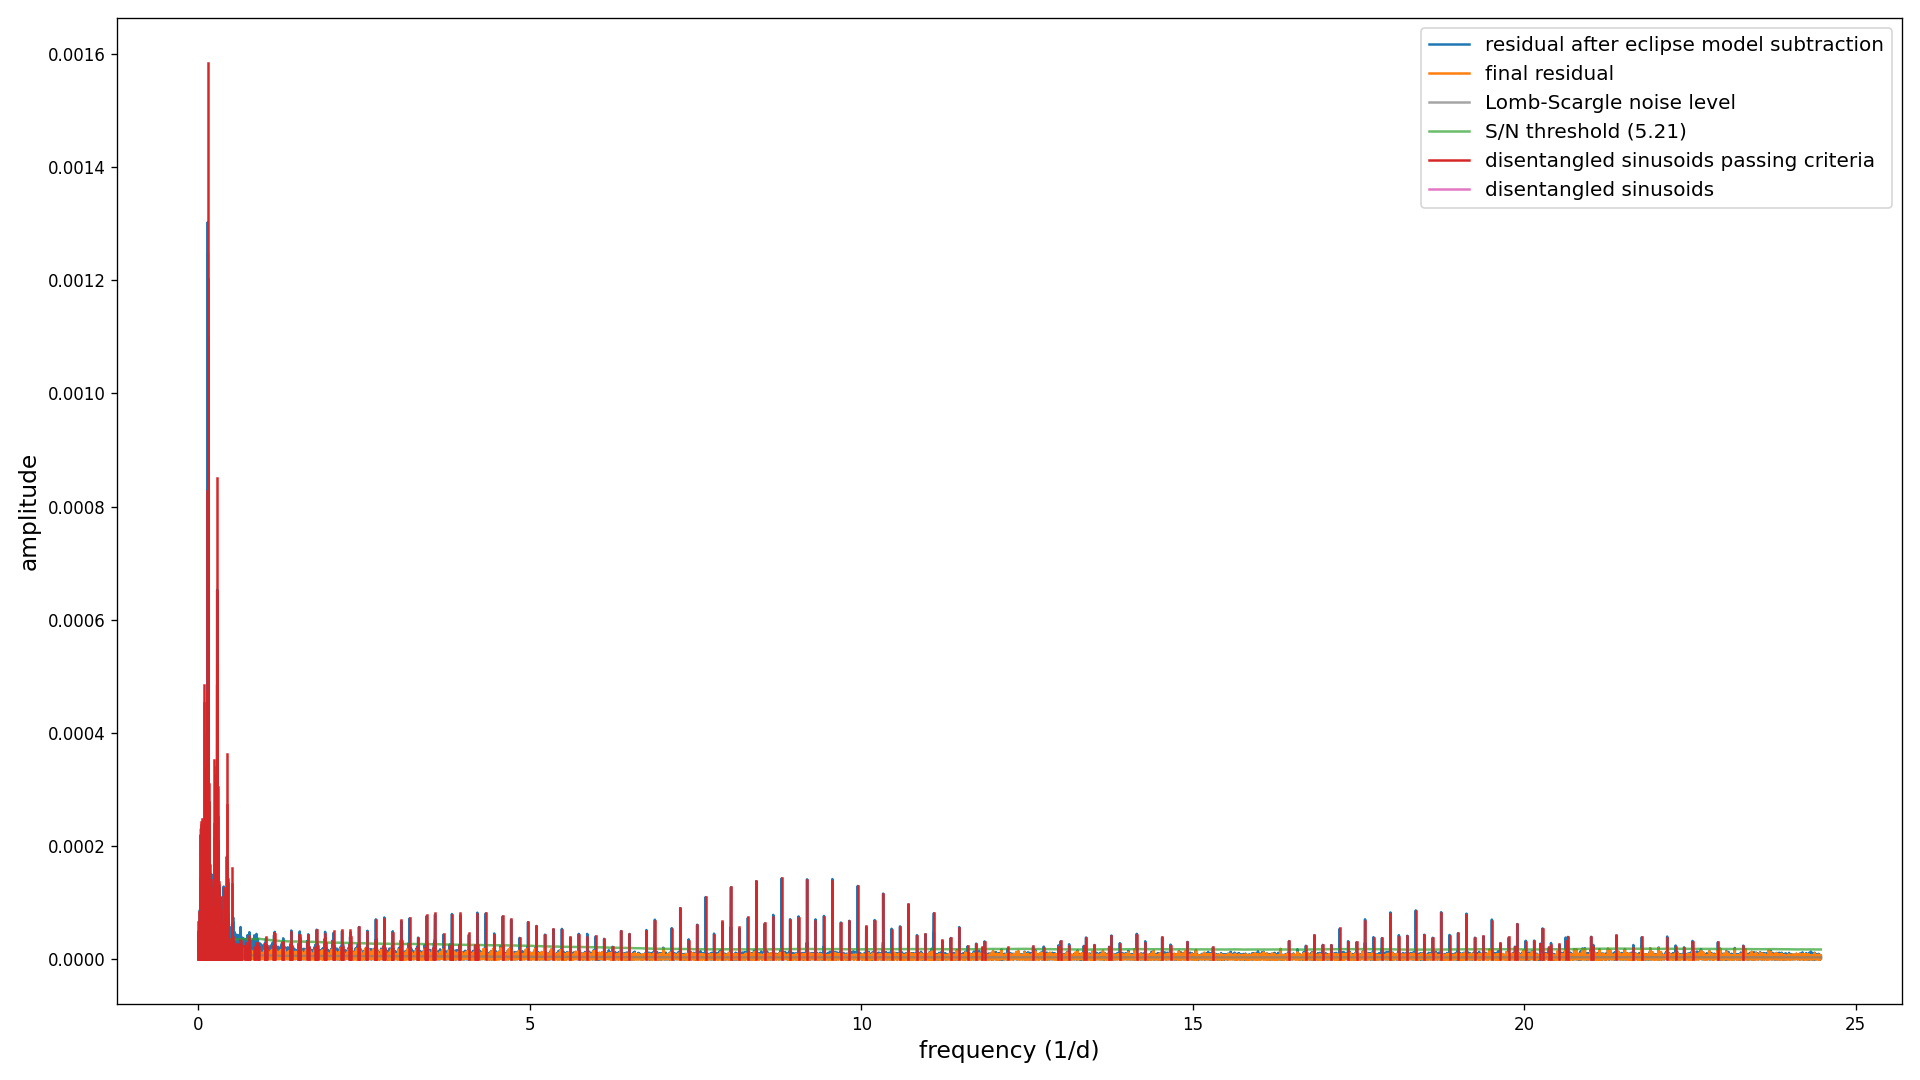 residual after eclipse model subtraction
final residual
Lomb-Scargle noise level
S/N threshold (5.21)
disentangled sinusoids passing criteria
disentangled sinusoids
0.0016
0.0014
0.0012
0.0010
0.0008
0.0006
0.0004
0.0002
0.0000
amplitude
0 5 10 15 20 25
frequency (1/d)